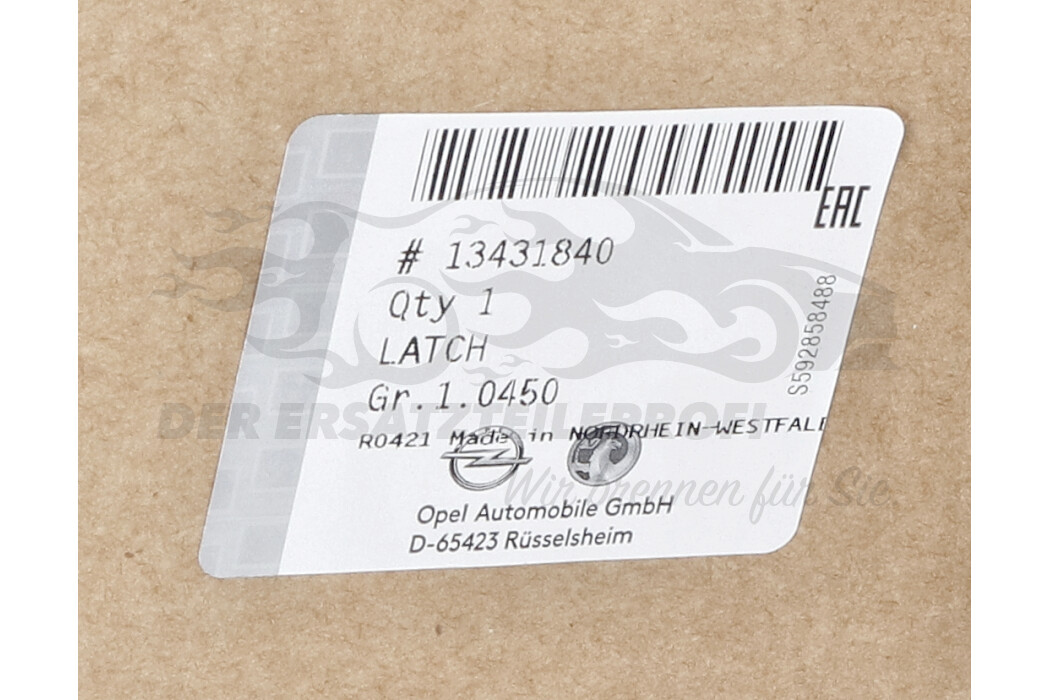 EAC
# 13431840
Qty 1
LATCH
Gr.1.0450
S592858488
DER ERSATZTEILEPROFI
R0421 Made in NORDRHEIN-WESTFALE
Wir brennen für Sie
Opel Automobile GmbH
D-65423 Rüsselsheim